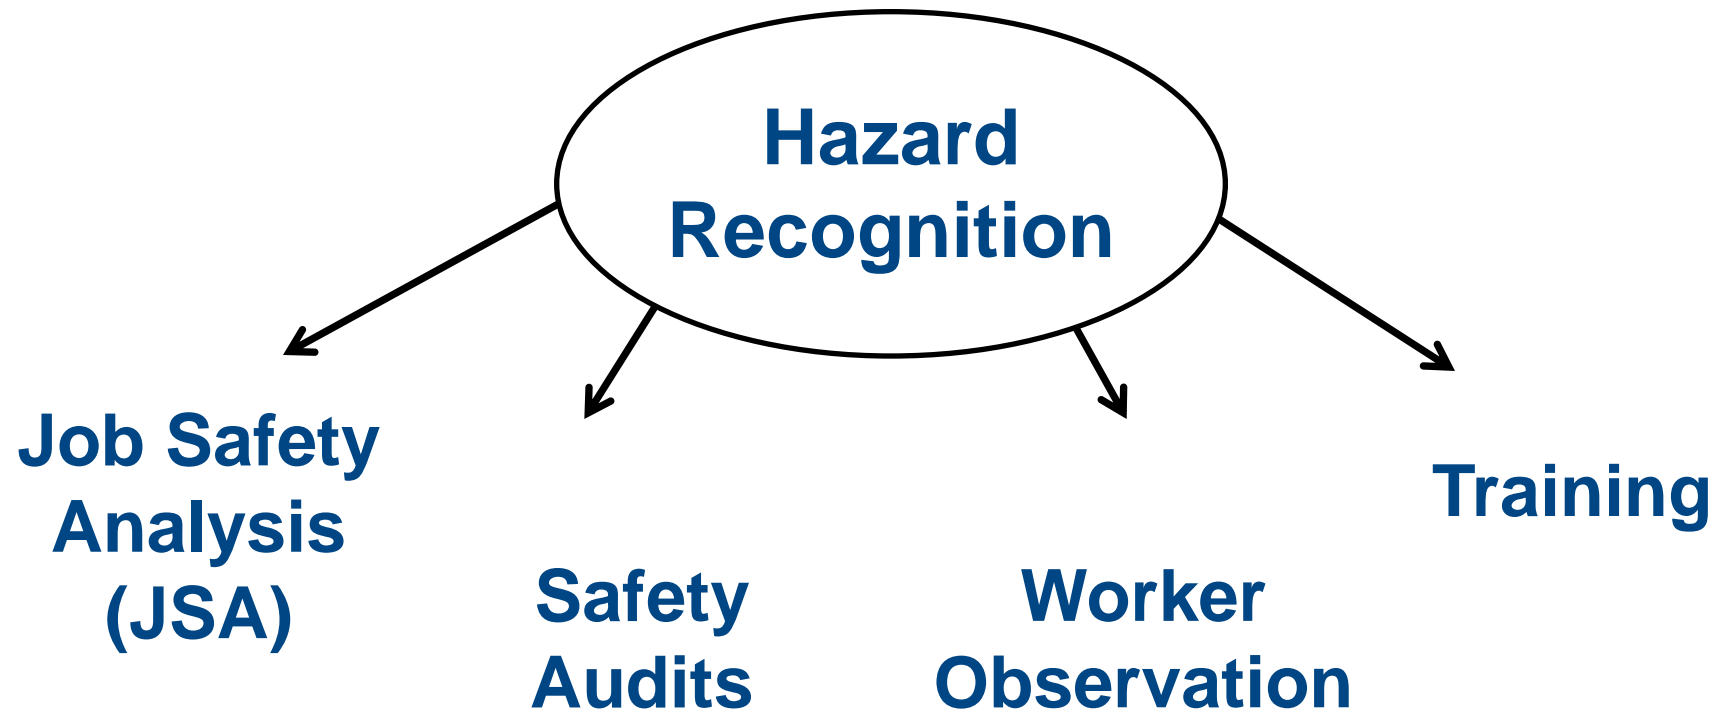 Hazard
Recognition
Job Safety
Analysis
(JSA)
Safety
Audits
Worker
Observation
Training